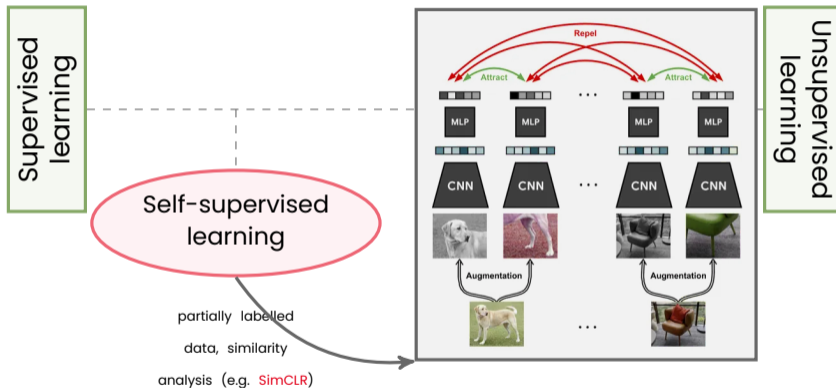 Supervised
learning
Self-supervised
learning
partially labelled
data, similarity
analysis (e.g. SimCLR)
Repel
Attract
Attract
...
MLP
MLP
MLP
MLP
CNN
CNN
...
CNN
CNN
Augmentation
Augmentation
...
Unsupervised
learning